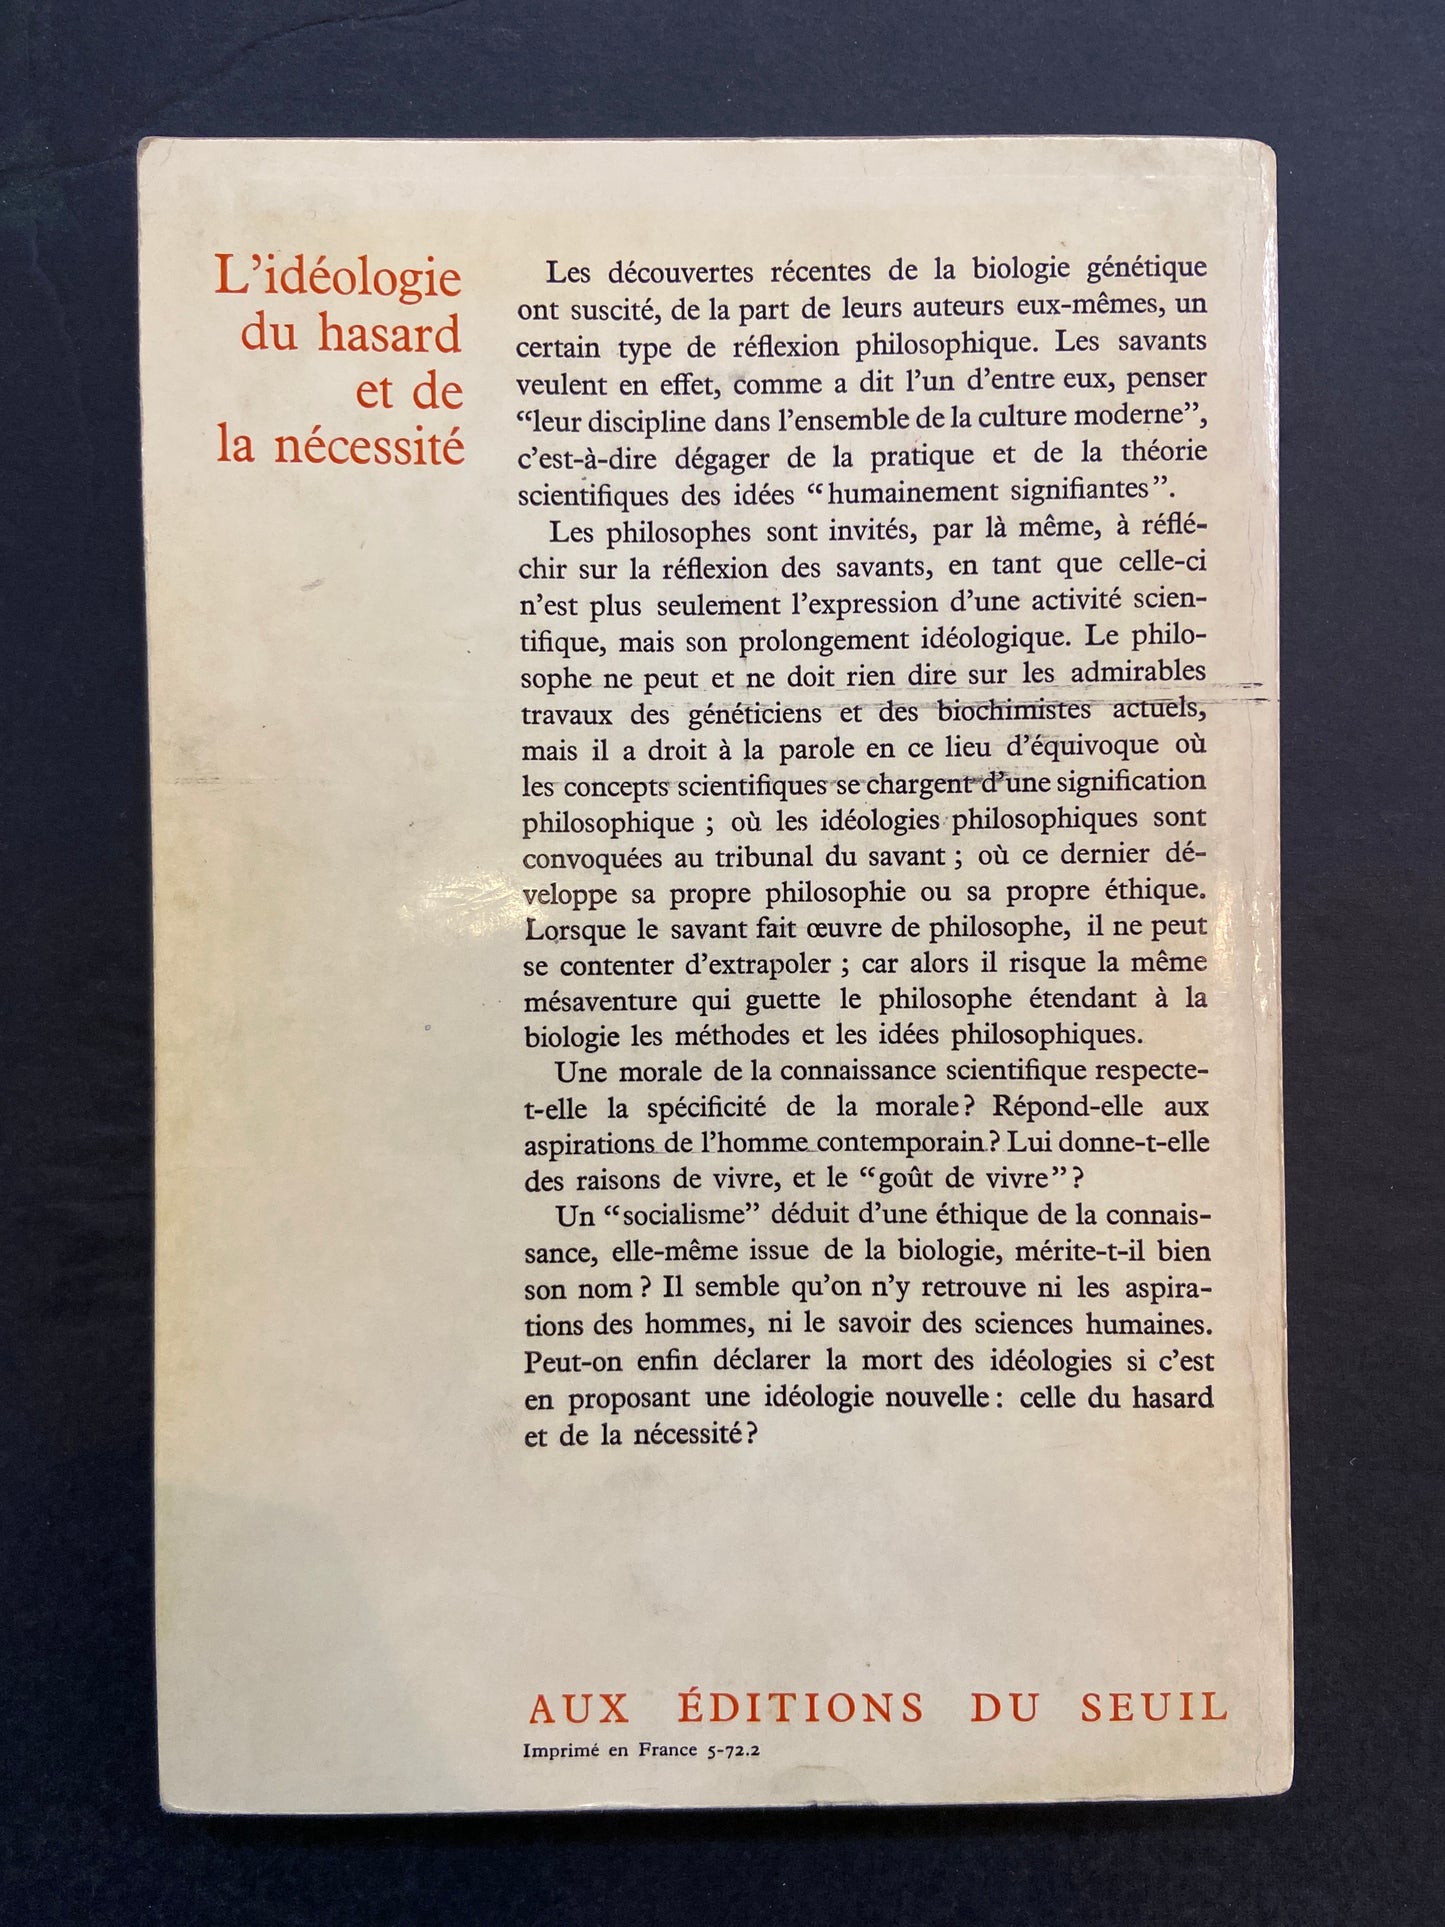 L'idéologie
du hasard
et de
la nécessité
Les découvertes récentes de la biologie génétique
ont suscité, de la part de leurs auteurs eux-mêmes, un
certain type de réflexion philosophique. Les savants
veulent en effet, comme a dit l'un d'entre eux, penser
“leur discipline dans l'ensemble de la culture moderne”,
c'est-à-dire dégager de la pratique et de la théorie
scientifiques des idées “humainement signifiantes”.
Les philosophes sont invités, par là même, à réflé-
chir sur la réflexion des savants, en tant que celle-ci
n'est plus seulement l'expression d'une activité scien-
tifique, mais son prolongement idéologique. Le philo-
sophe ne peut et ne doit rien dire sur les admirables
travaux des généticiens et des biochimistes actuels,
mais il a droit à la parole en ce lieu d'équivoque où
les concepts scientifiques se chargent d'une signification
philosophique ; où les idéologies philosophiques sont
convoquées au tribunal du savant ; où ce dernier dé-
veloppe sa propre philosophie ou sa propre éthique.
Lorsque le savant fait œuvre de philosophe, il ne peut
se contenter d'extrapoler ; car alors il risque la même
mésaventure qui guette le philosophe étendant à la
biologie les méthodes et les idées philosophiques.
Une morale de la connaissance scientifique respecte-
t-elle la spécificité de la morale ? Répond-elle aux
aspirations de l'homme contemporain ? Lui donne-t-elle
des raisons de vivre, et le “goût de vivre” ?
Un “socialisme” déduit d'une éthique de la connais-
sance, elle-même issue de la biologie, mérite-t-il bien
son nom ? Il semble qu'on n'y retrouve ni les aspira-
tions des hommes, ni le savoir des sciences humaines.
Peut-on enfin déclarer la mort des idéologies si c'est
en proposant une idéologie nouvelle : celle du hasard
et de la nécessité ?
AUX ÉDITIONS DU SEUIL
Imprimé en France 5-72.2